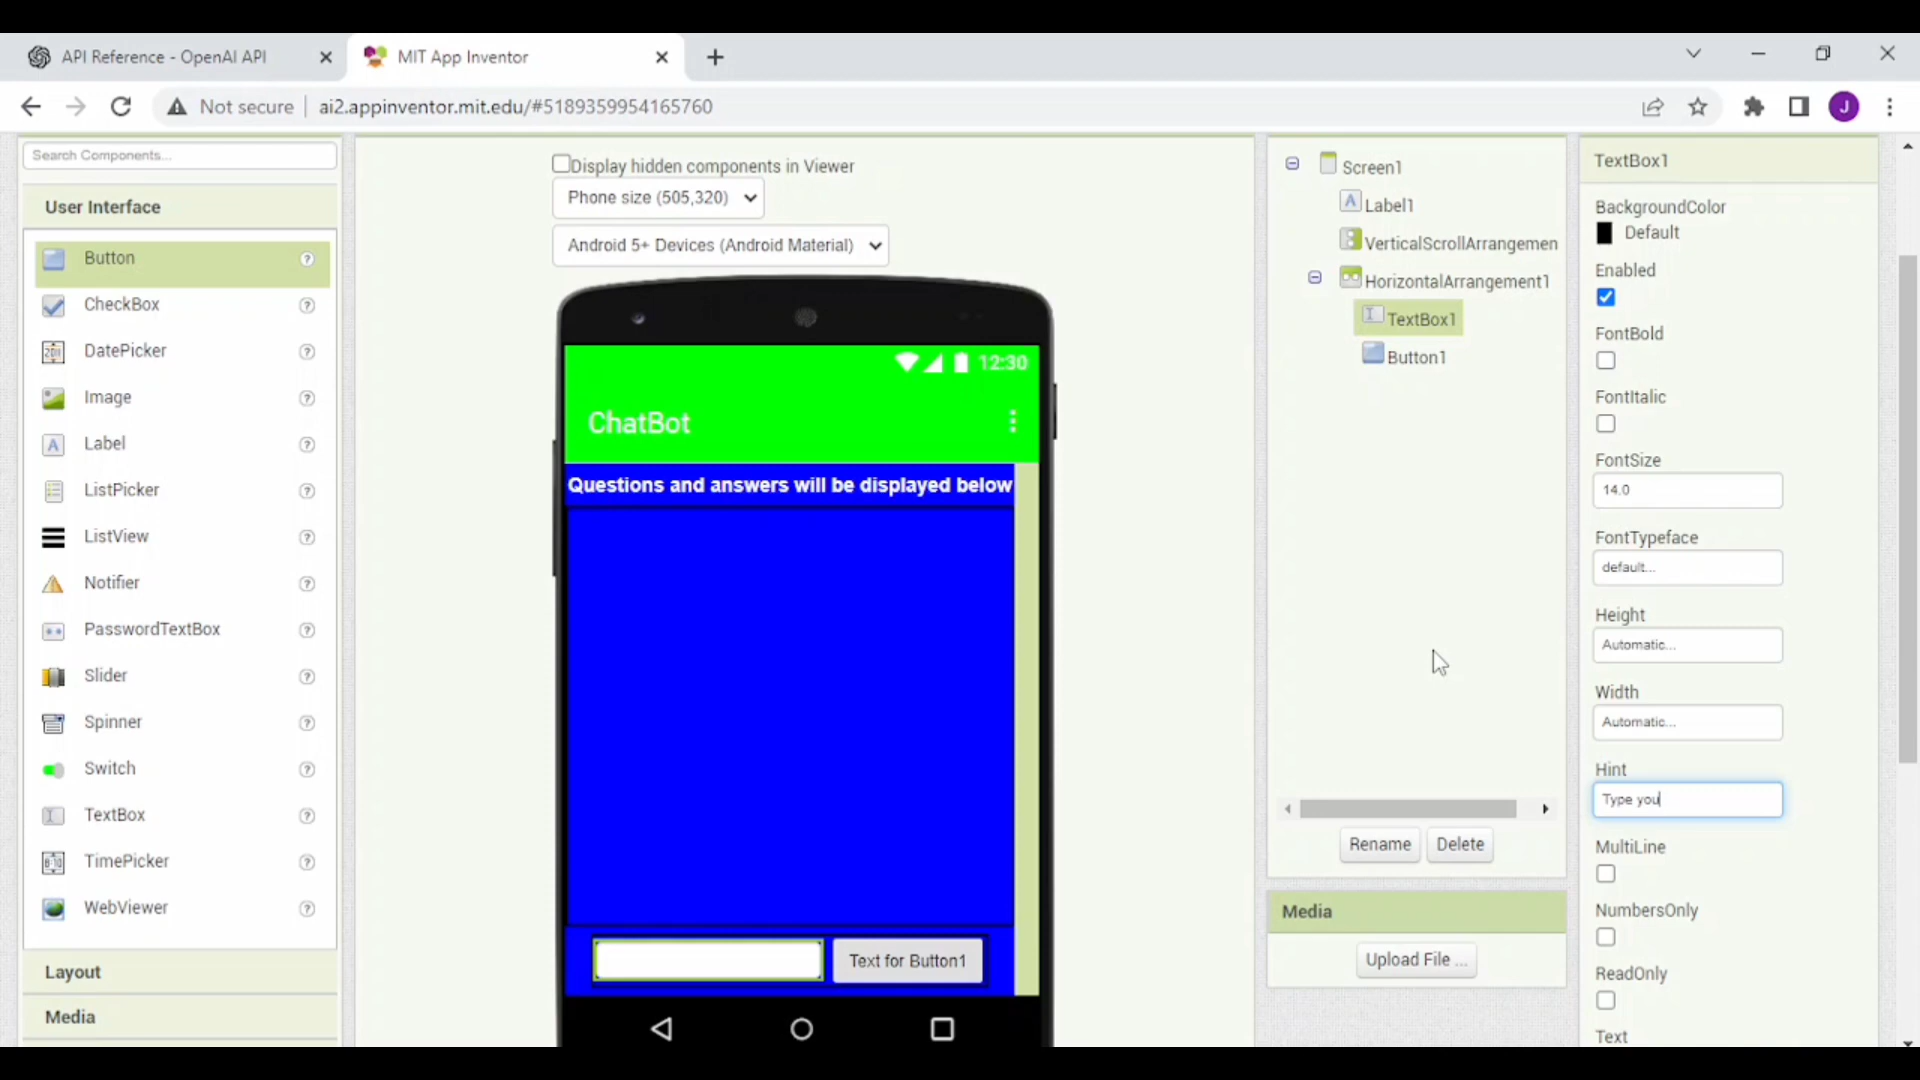 API Reference - OpenAI API
MIT App Inventor
Not secure
ai2.appinventor.mit.edu/#5189359954165760
J
Search Components...
User Interface
Button
CheckBox
DatePicker
Image
Label
ListPicker
ListView
Notifier
PasswordTextBox
Slider
Spinner
Switch
TextBox
TimePicker
WebViewer
Layout
Media
Display hidden components in Viewer
Phone size (505,320)
Android 5+ Devices (Android Material)
12:30
ChatBot
Questions and answers will be displayed below
Text for Button1
Screen1
Label1
VerticalScrollArrangemen
HorizontalArrangement1
TextBox1
Button1
Rename
Delete
Media
Upload File ...
TextBox1
BackgroundColor
Default
Enabled
FontBold
FontItalic
FontSize
14.0
FontTypeface
default...
Height
Automatic...
Width
Automatic...
Hint
Type you
MultiLine
NumbersOnly
ReadOnly
Text